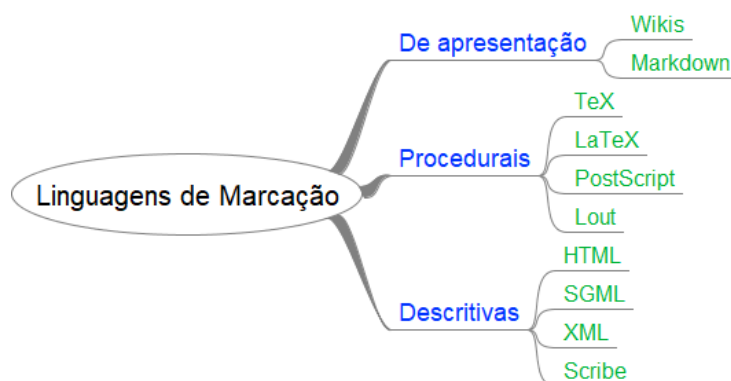 Linguagens de Marcação
De apresentação
Wikis
Markdown
Procedurais
TeX
LaTeX
PostScript
Lout
Descritivas
HTML
SGML
XML
Scribe